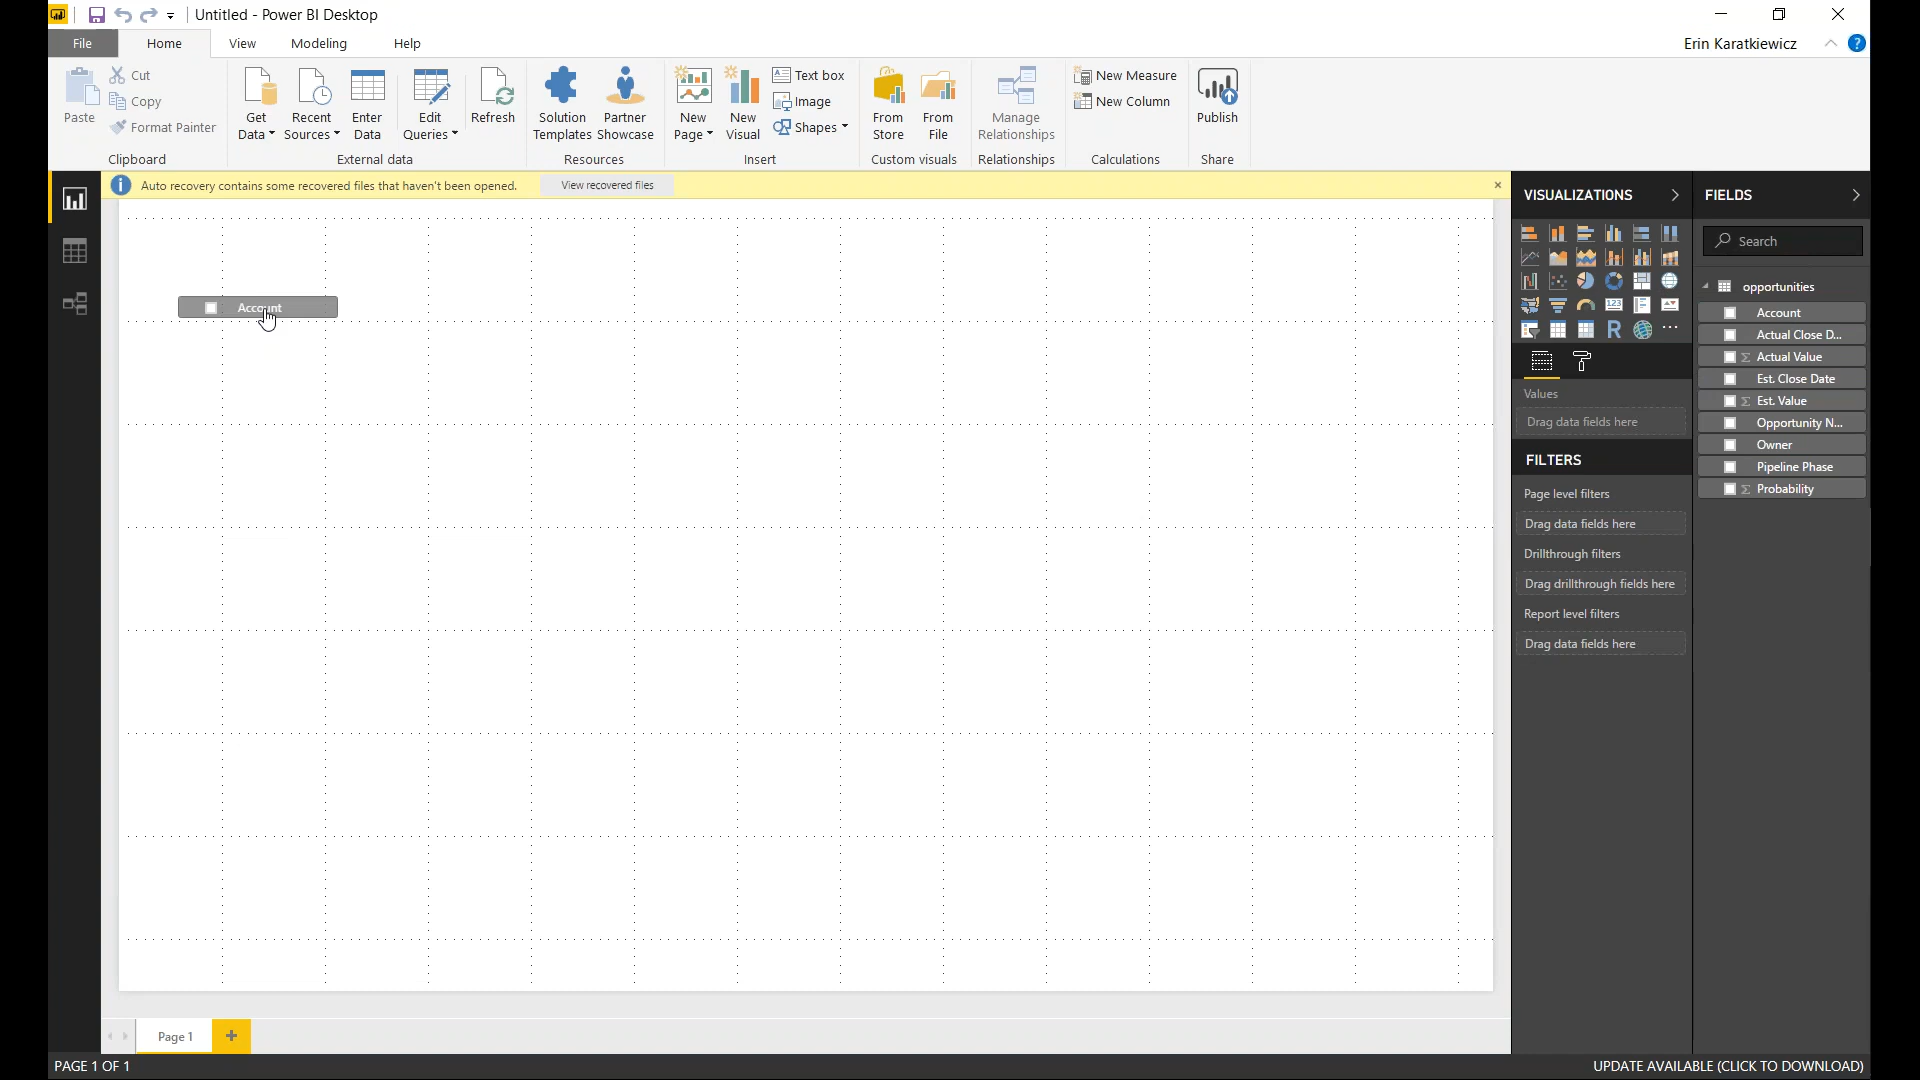 Untitled - Power BI Desktop
File Home View Modeling Help Erin Karatkiewicz ?
Paste Cut Copy Format Painter
Get Data Recent Sources Enter Data Edit Queries Refresh
Solution Templates Partner Showcase
New Page New Visual Text box Image Shapes
From Store From File
Manage Relationships
New Measure
New Column
Publish
Clipboard External data Resources Insert Custom visuals Relationships Calculations Share
i Auto recovery contains some recovered files that haven't been opened. View recovered files ×
Account
VISUALIZATIONS
123
R
Values
Drag data fields here
FILTERS
Page level filters
Drag data fields here
Drillthrough filters
Drag drillthrough fields here
Report level filters
Drag data fields here
FIELDS
Search
opportunities
Account
Actual Close D...
Σ Actual Value
Est. Close Date
Σ Est. Value
Opportunity N...
Owner
Pipeline Phase
Σ Probability
Page 1 +
PAGE 1 OF 1 UPDATE AVAILABLE (CLICK TO DOWNLOAD)